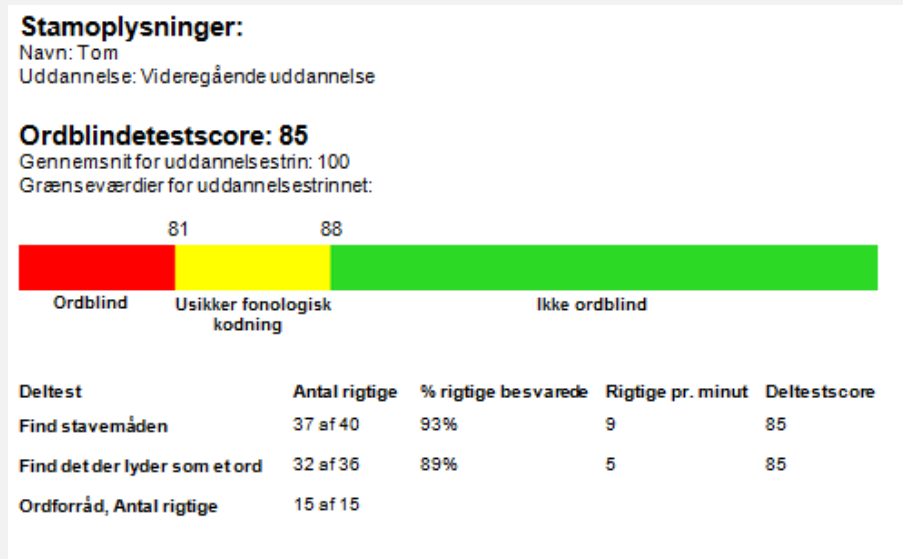 Stamoplysninger:
Navn: Tom
Uddannelse: Videregående uddannelse
Ordblindetestscore: 85
Gennemsnit for uddannelsestrin: 100
Grænseværdier for uddannelsestrinnet:
81 88
Ordblind Usikker fonologisk kodning Ikke ordblind
Deltest Antal rigtige % rigtige besvarede Rigtige pr. minut Deltestscore
Find stavemåden 37 af 40 93% 9 85
Find det der lyder som et ord 32 af 36 89% 5 85
Ordforråd, Antal rigtige 15 af 15